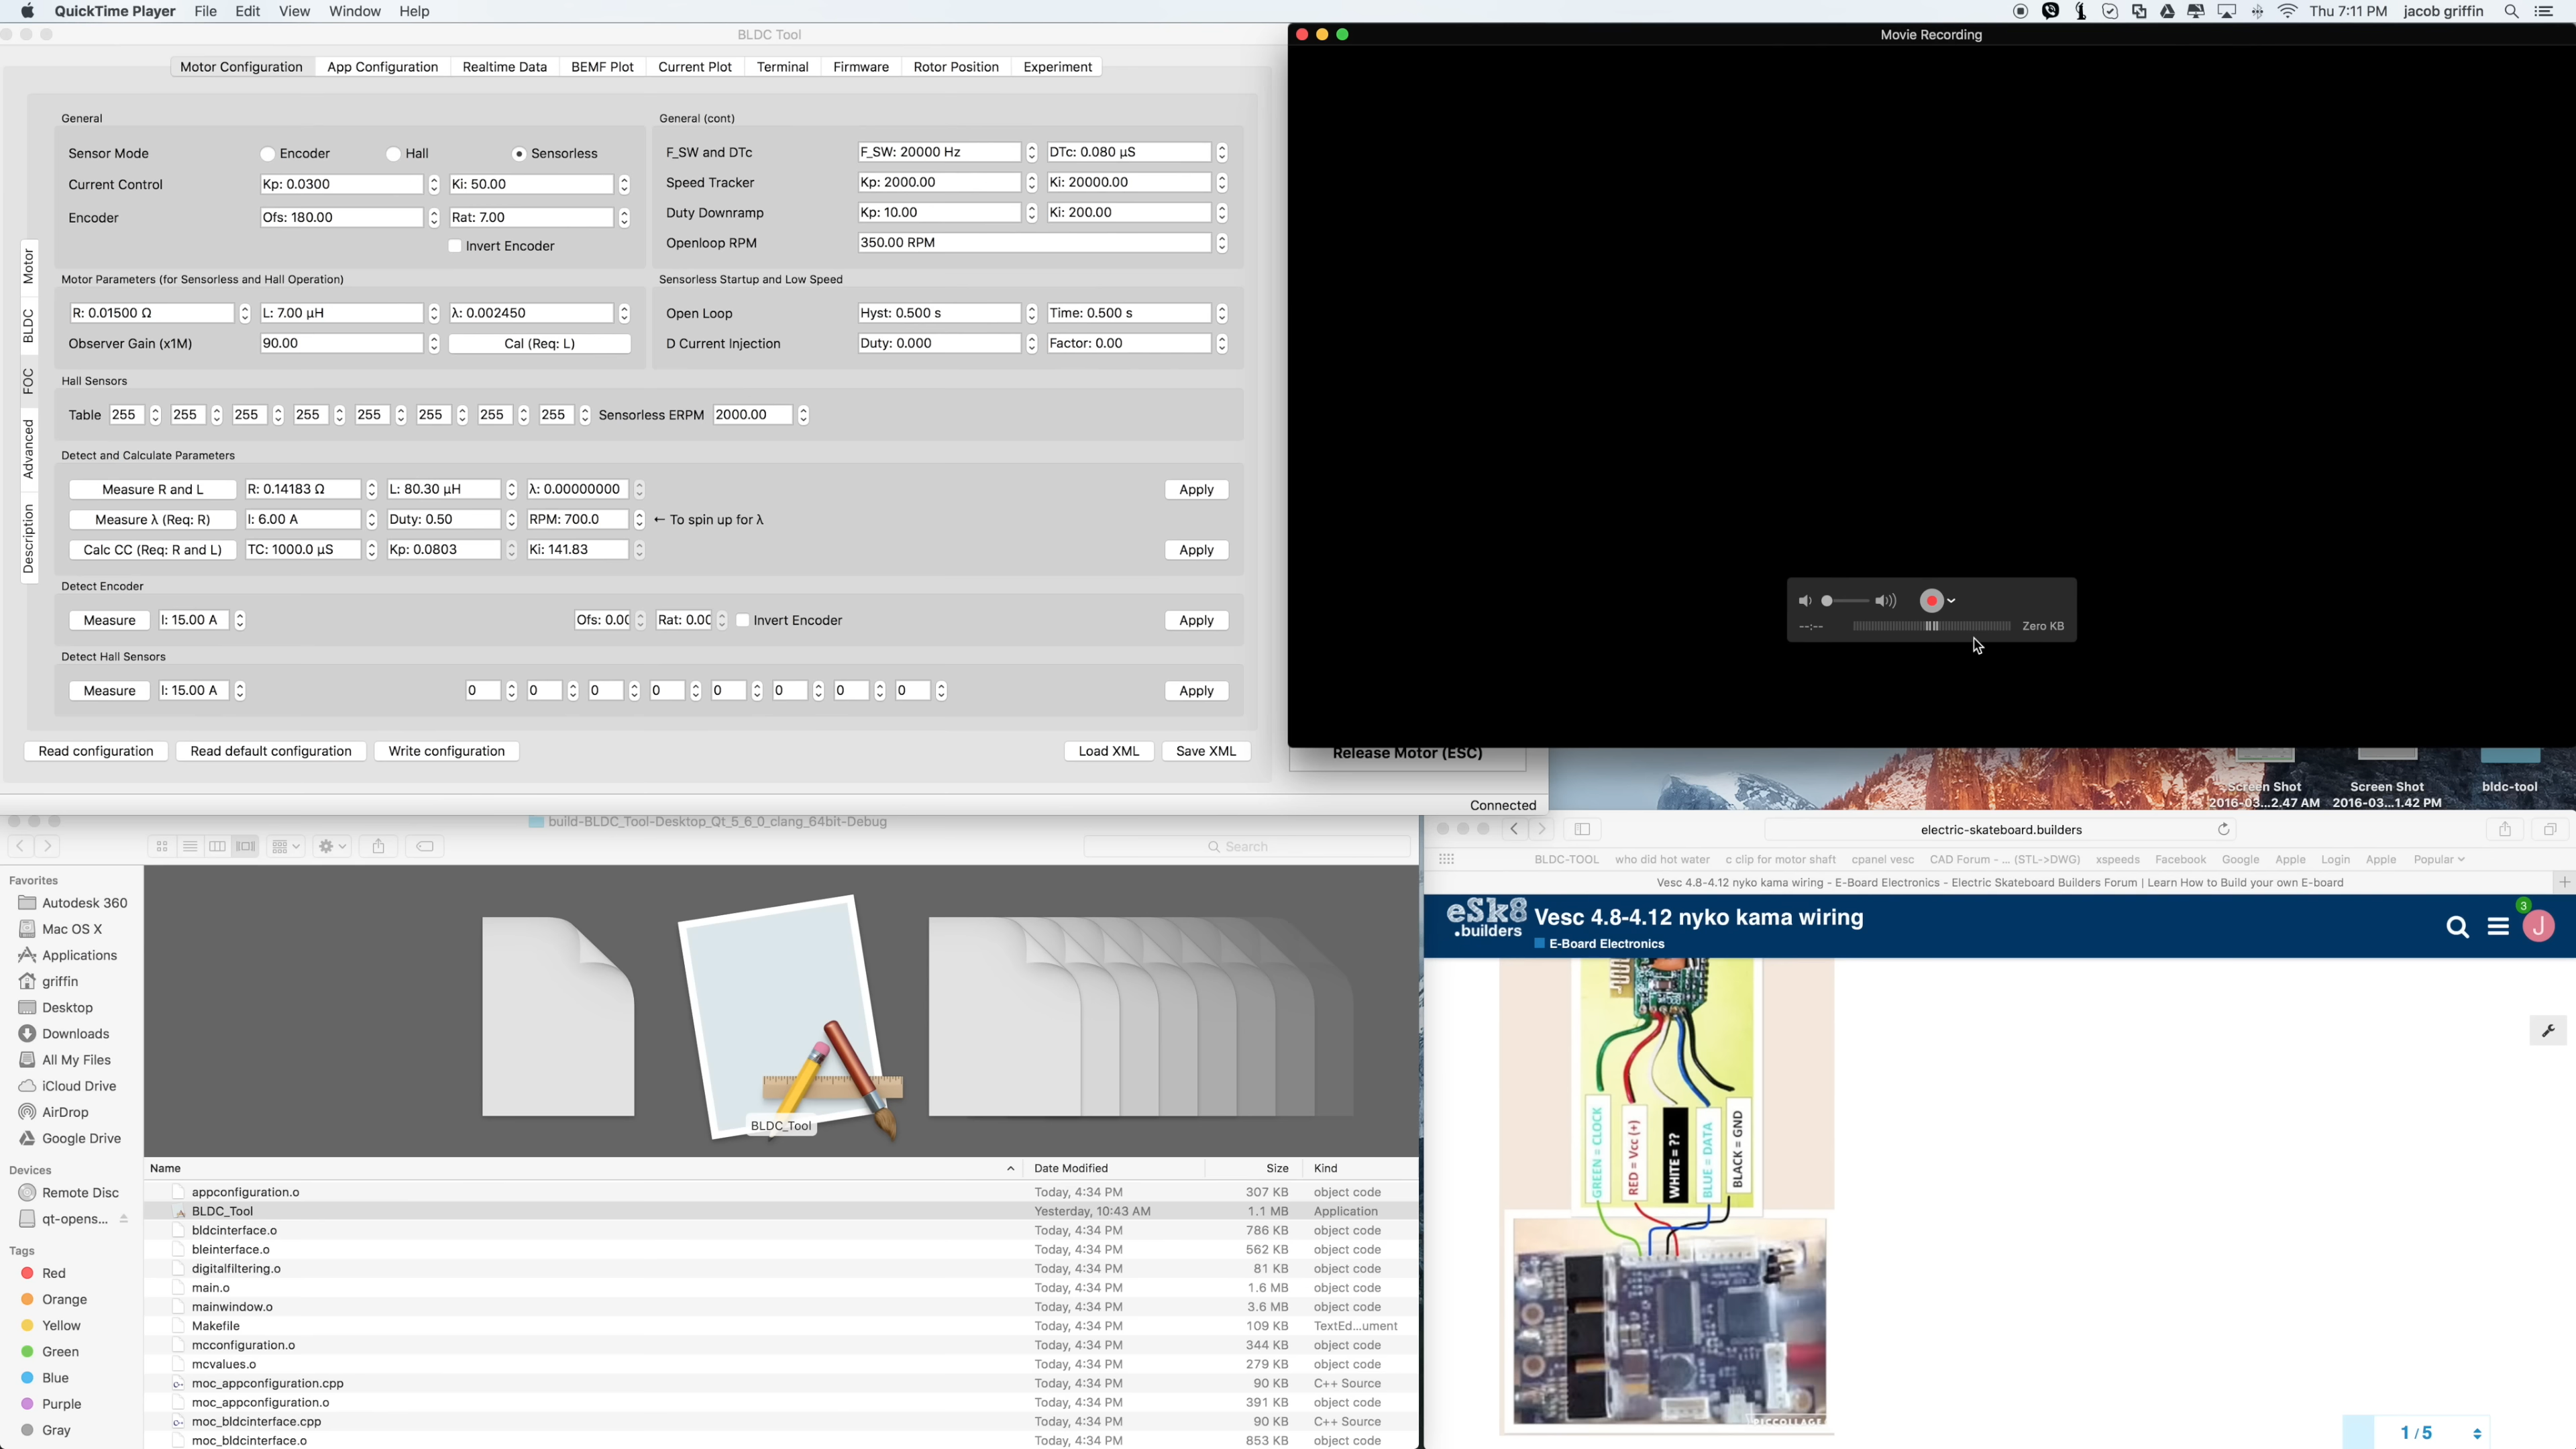 QuickTime Player File Edit View Window Help
Thu 7:11 PM jacob griffin
BLDC Tool
Motor Configuration App Configuration Realtime Data BEMF Plot Current Plot Terminal Firmware Rotor Position Experiment
Motor
BLDC
FOC
Advanced
Description
General
Sensor Mode Encoder Hall Sensorless
Current Control Kp: 0.0300 Ki: 50.00
Encoder Ofs: 180.00 Rat: 7.00
Invert Encoder
General (cont)
F_SW and DTc F_SW: 20000 Hz DTc: 0.080 µS
Speed Tracker Kp: 2000.00 Ki: 20000.00
Duty Downramp Kp: 10.00 Ki: 200.00
Openloop RPM 350.00 RPM
Motor Parameters (for Sensorless and Hall Operation)
R: 0.01500 Ω L: 7.00 µH λ: 0.002450
Observer Gain (x1M) 90.00 Cal (Req: L)
Sensorless Startup and Low Speed
Open Loop Hyst: 0.500 s Time: 0.500 s
D Current Injection Duty: 0.000 Factor: 0.00
Hall Sensors
Table 255 255 255 255 255 255 255 255 Sensorless ERPM 2000.00
Detect and Calculate Parameters
Measure R and L R: 0.14183 Ω L: 80.30 µH λ: 0.00000000 Apply
Measure λ (Req: R) I: 6.00 A Duty: 0.50 RPM: 700.0 ← To spin up for λ
Calc CC (Req: R and L) TC: 1000.0 µS Kp: 0.0803 Ki: 141.83 Apply
Detect Encoder
Measure I: 15.00 A Ofs: 0.00 Rat: 0.00 Invert Encoder Apply
Detect Hall Sensors
Measure I: 15.00 A 0 0 0 0 0 0 0 0 Apply
Read configuration Read default configuration Write configuration Load XML Save XML
Connected
Movie Recording
--:-- Zero KB
Release Motor (ESC)
Screen Shot
2016-03...2.47 AM
Screen Shot
2016-03...1.42 PM
bldc-tool
build-BLDC_Tool-Desktop_Qt_5_6_0_clang_64bit-Debug
Search
Favorites
Autodesk 360
Mac OS X
Applications
griffin
Desktop
Downloads
All My Files
iCloud Drive
AirDrop
Google Drive
Devices
Remote Disc
qt-opens...
Tags
Red
Orange
Yellow
Green
Blue
Purple
Gray
BLDC_Tool
Name Date Modified Size Kind
appconfiguration.o Today, 4:34 PM 307 KB object code
BLDC_Tool Yesterday, 10:43 AM 1.1 MB Application
bldcinterface.o Today, 4:34 PM 786 KB object code
bleinterface.o Today, 4:34 PM 562 KB object code
digitalfiltering.o Today, 4:34 PM 81 KB object code
main.o Today, 4:34 PM 1.6 MB object code
mainwindow.o Today, 4:34 PM 3.6 MB object code
Makefile Today, 4:34 PM 109 KB TextEd...ument
mcconfiguration.o Today, 4:34 PM 344 KB object code
mcvalues.o Today, 4:34 PM 279 KB object code
moc_appconfiguration.cpp Today, 4:34 PM 90 KB C++ Source
moc_appconfiguration.o Today, 4:34 PM 391 KB object code
moc_bldcinterface.cpp Today, 4:34 PM 90 KB C++ Source
moc_bldcinterface.o Today, 4:34 PM 853 KB object code
electric-skateboard.builders
BLDC-TOOL who did hot water c clip for motor shaft cpanel vesc CAD Forum - ... (STL->DWG) xspeeds Facebook Google Apple Login Apple Popular
Vesc 4.8-4.12 nyko kama wiring - E-Board Electronics - Electric Skateboard Builders Forum | Learn How to Build your own E-board
eSk8
.builders
Vesc 4.8-4.12 nyko kama wiring
E-Board Electronics
3
J
GREEN = CLOCK
RED = Vcc (+)
WHITE = ??
BLUE = DATA
BLACK = GND
PICCOLLAGE
1 / 5